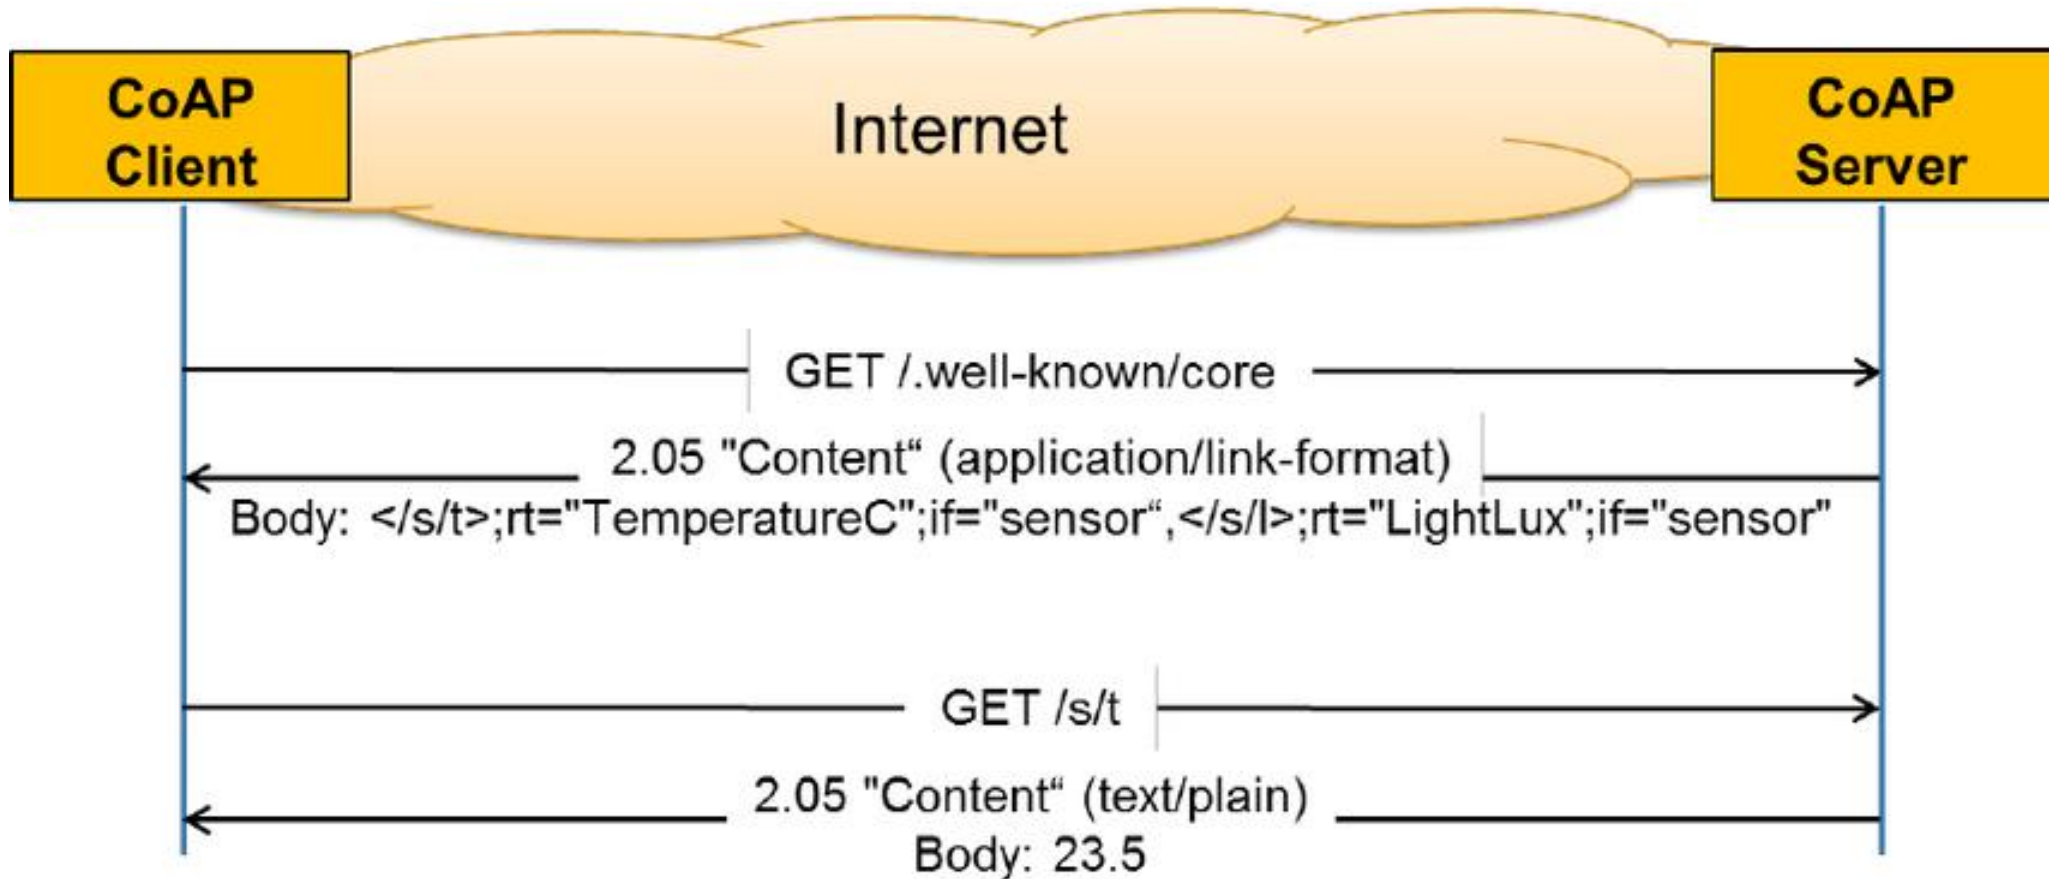 CoAP
Client
Internet
CoAP
Server
GET /.well-known/core
2.05 "Content“ (application/link-format)
Body: </s/t>;rt="TemperatureC";if="sensor“,</s/l>;rt="LightLux";if="sensor"
GET /s/t
2.05 "Content“ (text/plain)
Body: 23.5